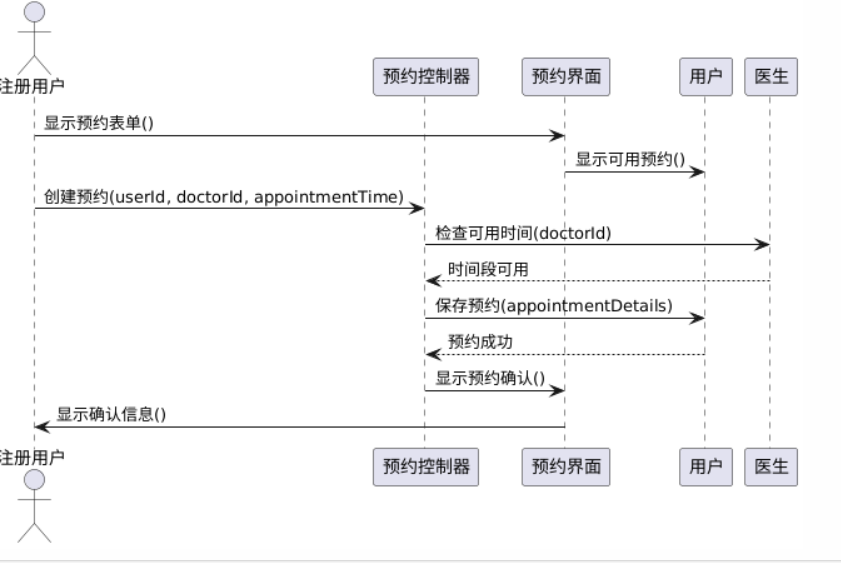 预约控制器
预约界面
用户
医生
注册用户
显示预约表单()
显示可用预约()
创建预约(userId, doctorId, appointmentTime)
检查可用时间(doctorId)
时间段可用
保存预约(appointmentDetails)
预约成功
显示预约确认()
显示确认信息()
注册用户
预约控制器
预约界面
用户
医生